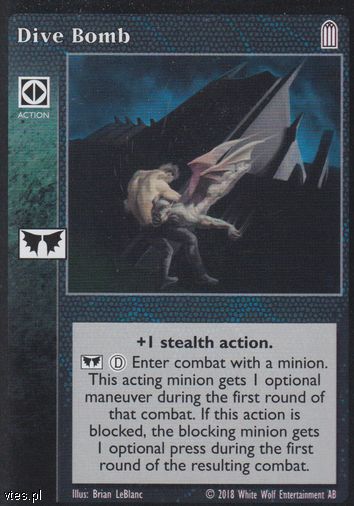 Dive Bomb
ACTION
+1 stealth action.
D Enter combat with a minion.
This acting minion gets 1 optional
maneuver during the first round of
that combat. If this action is
blocked, the blocking minion gets
1 optional press during the first
round of the resulting combat.
Illus: Brian LeBlanc © 2018 White Wolf Entertainment AB
vtes.pl